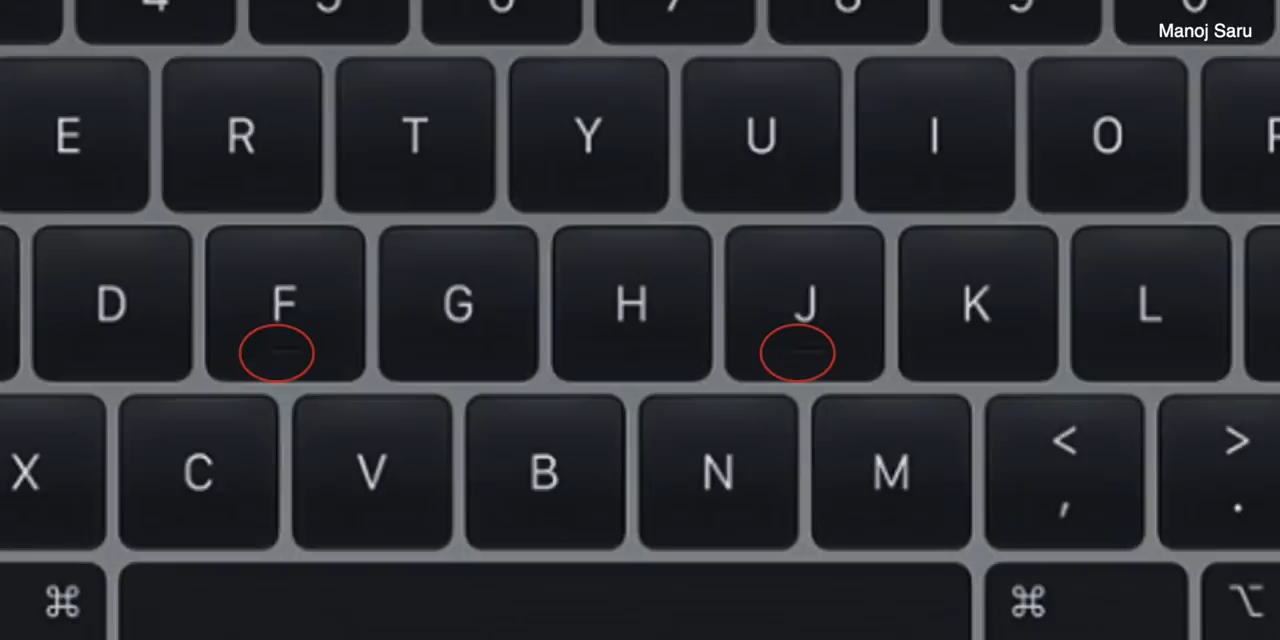 Manoj Saru
E R T Y U I O
D F G H J K L
X C V B N M < >
, .
⌘ ⌘ ⌥